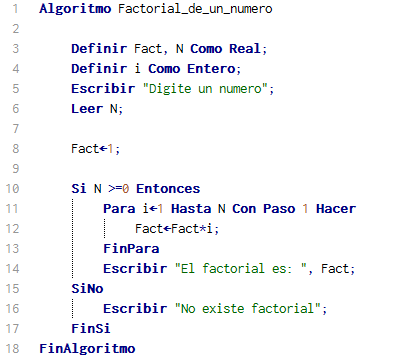 1 Algoritmo Factorial_de_un_numero
2
3 Definir Fact, N Como Real;
4 Definir i Como Entero;
5 Escribir "Digite un numero";
6 Leer N;
7
8 Fact←1;
9
10 Si N >=0 Entonces
11 Para i←1 Hasta N Con Paso 1 Hacer
12 Fact←Fact*i;
13 FinPara
14 Escribir "El factorial es: ", Fact;
15 SiNo
16 Escribir "No existe factorial";
17 FinSi
18 FinAlgoritmo